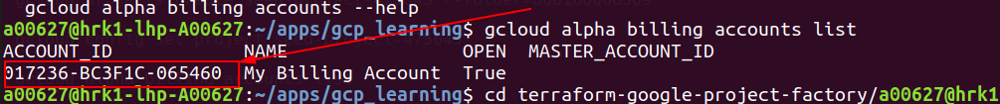 gcloud alpha billing accounts --help
a00627@hrk1-lhp-A00627:~/apps/gcp_learning$ gcloud alpha billing accounts list
ACCOUNT_ID            NAME                OPEN  MASTER_ACCOUNT_ID
017236-BC3F1C-065460  My Billing Account  True
a00627@hrk1-lhp-A00627:~/apps/gcp_learning$ cd terraform-google-project-factory/a00627@hrk1